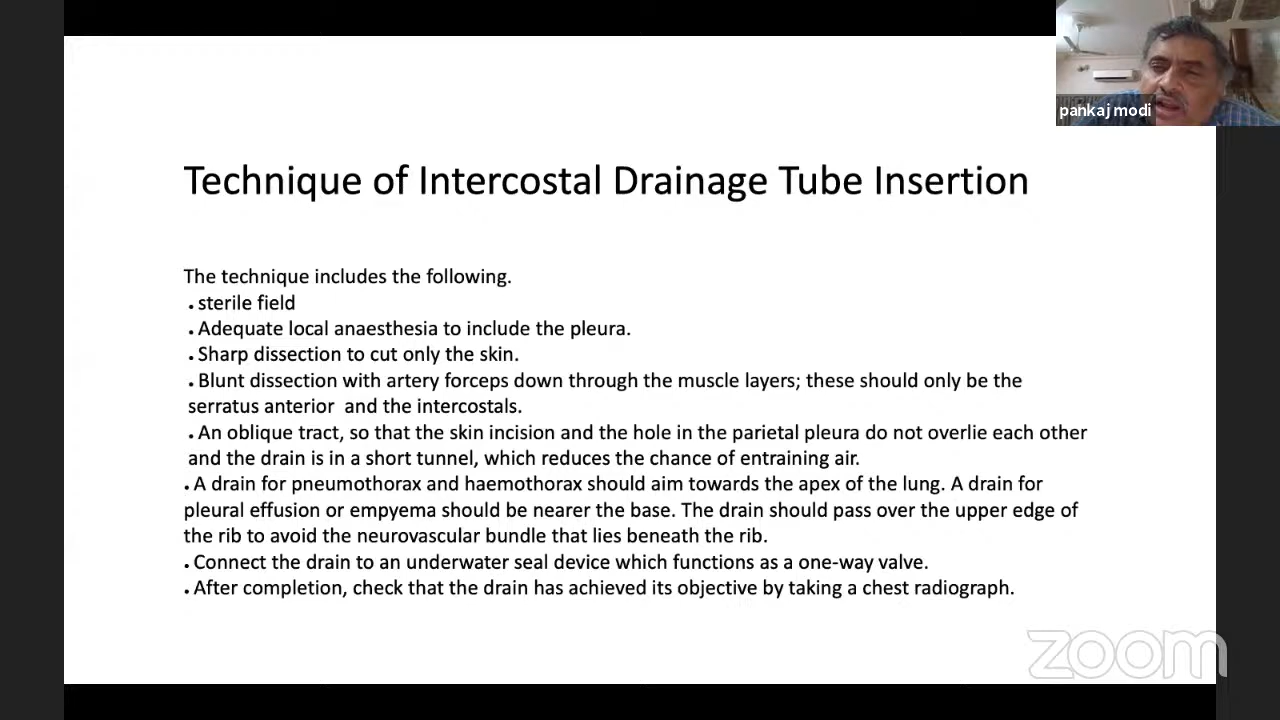 pankaj modi
Technique of Intercostal Drainage Tube Insertion
The technique includes the following.
• sterile field
• Adequate local anaesthesia to include the pleura.
• Sharp dissection to cut only the skin.
• Blunt dissection with artery forceps down through the muscle layers; these should only be the
serratus anterior and the intercostals.
• An oblique tract, so that the skin incision and the hole in the parietal pleura do not overlie each other
and the drain is in a short tunnel, which reduces the chance of entraining air.
• A drain for pneumothorax and haemothorax should aim towards the apex of the lung. A drain for
pleural effusion or empyema should be nearer the base. The drain should pass over the upper edge of
the rib to avoid the neurovascular bundle that lies beneath the rib.
• Connect the drain to an underwater seal device which functions as a one-way valve.
• After completion, check that the drain has achieved its objective by taking a chest radiograph.
zoom